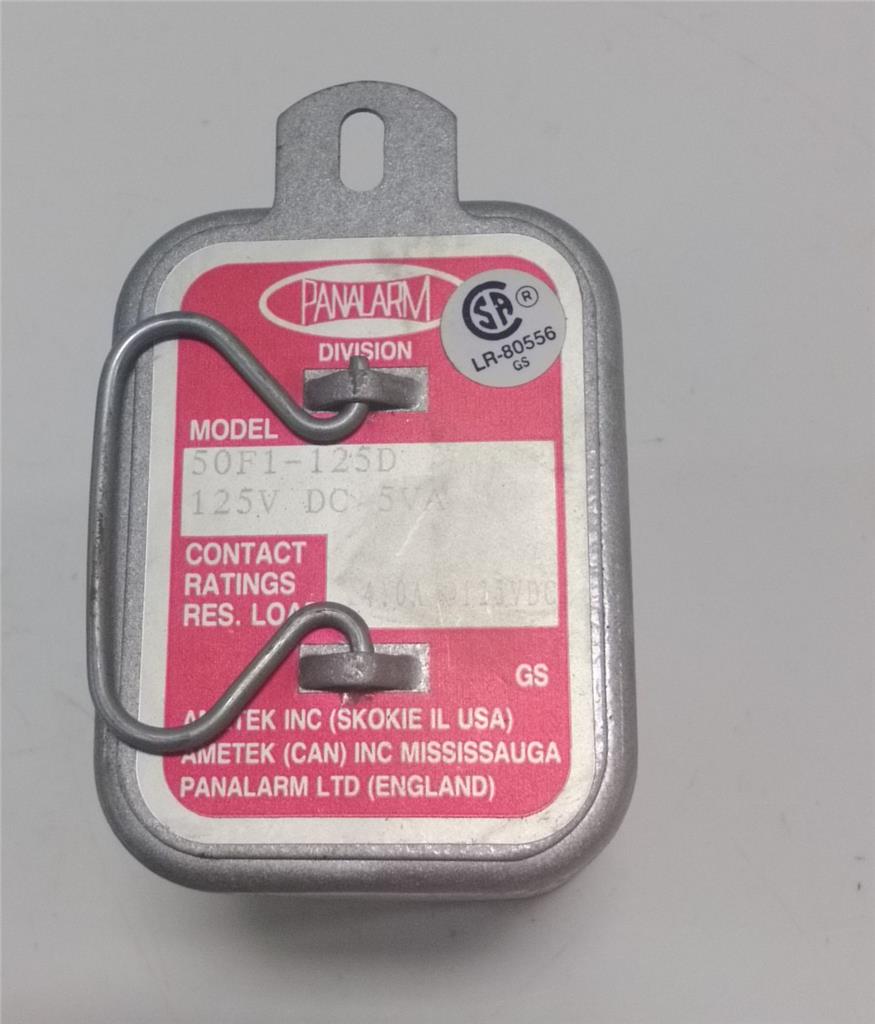 PANALARM
DIVISION
CSA ®
LR-80556
GS
MODEL
50F1-125D
125V DC 5VA
CONTACT
RATINGS
RES.
GS
AMETEK INC (SKOKIE IL USA)
AMETEK (CAN) INC MISSISSAUGA
PANALARM LTD (ENGLAND)